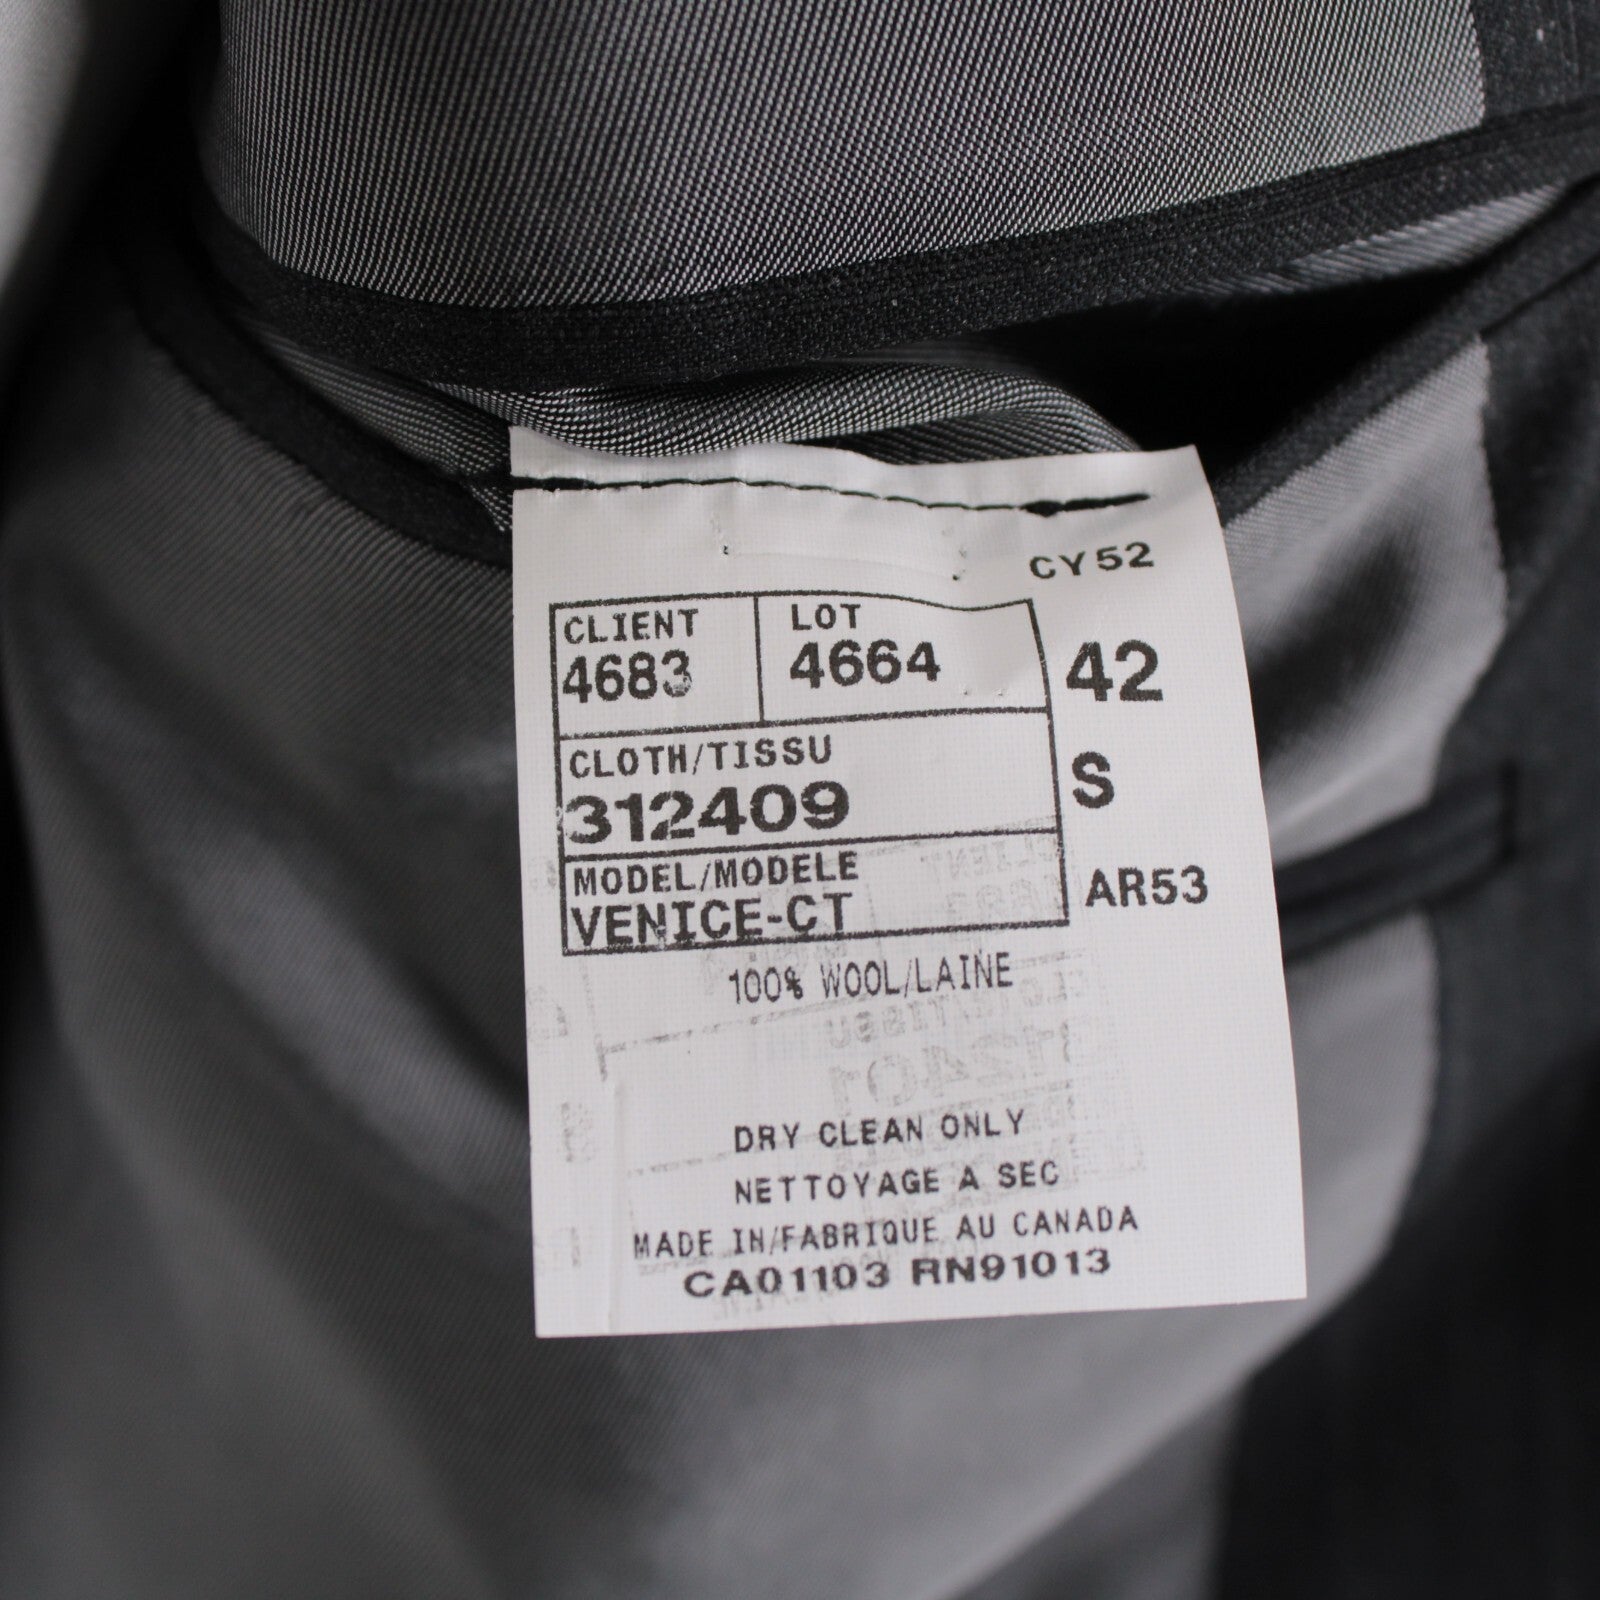 CY52
CLIENT LOT
4683 4664 42
CLOTH/TISSU
312409 S
MODEL/MODELE
VENICE-CT AR53
100% WOOL/LAINE
DRY CLEAN ONLY
NETTOYAGE A SEC
MADE IN/FABRIQUE AU CANADA
CA01103 RN91013